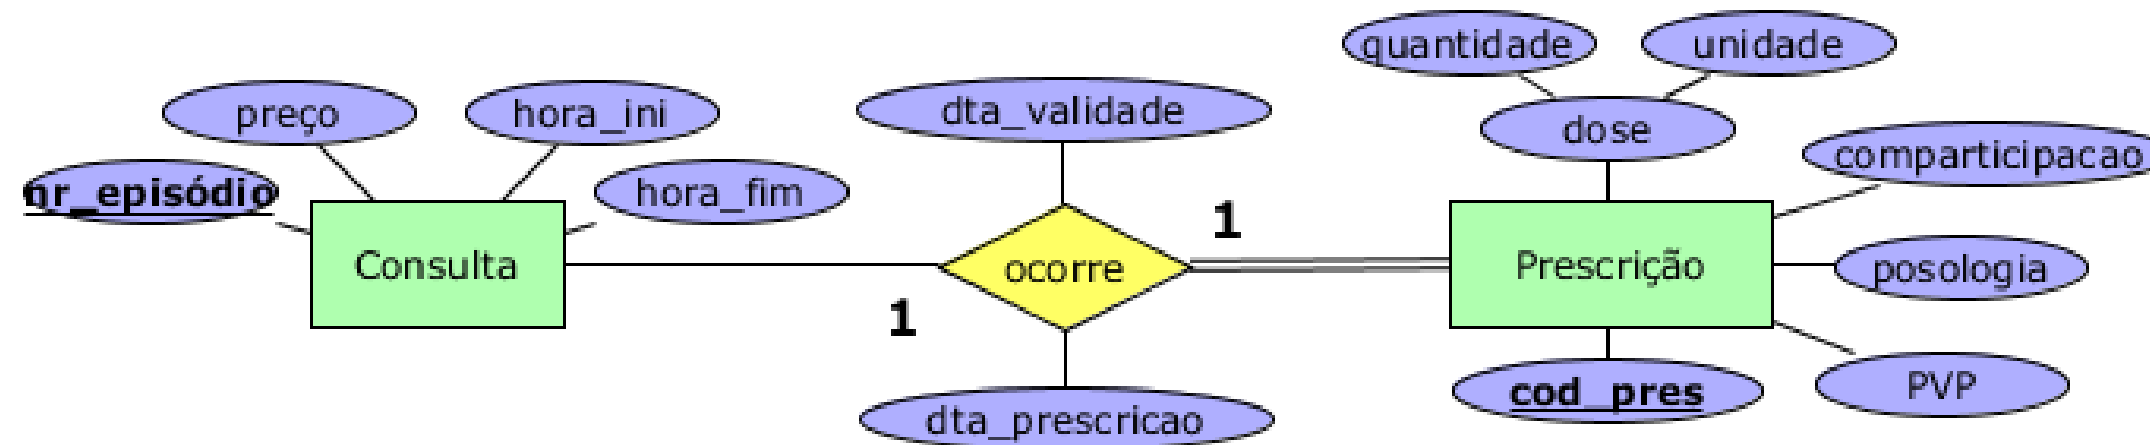 quantidade
unidade
preço
hora_ini
dta_validade
dose
comparticipacao
nr_episódio
hora_fim
1
Consulta
ocorre
Prescrição
posologia
1
dta_prescricao
cod_pres
PVP